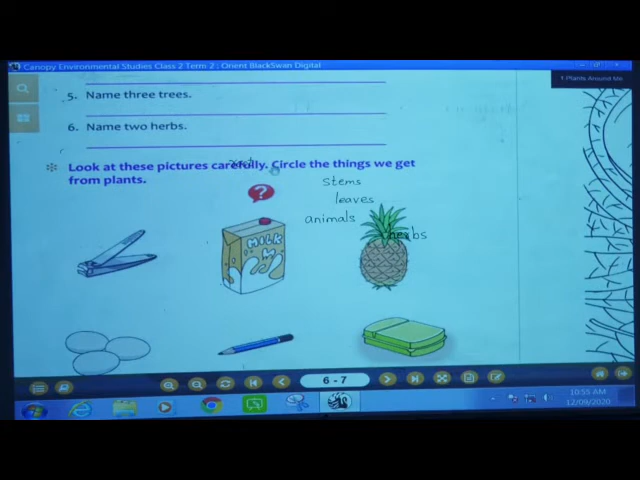 Canopy Environmental Studies Class 2 Term 2 ; Orient BlackSwan Digital
1.Plants Around Me
5. Name three trees.
6. Name two herbs.
Look at these pictures carefully. Circle the things we get
from plants.
?
stems
leaves
animals
herbs
MILK
6 - 7
10:55 AM
12/09/2020